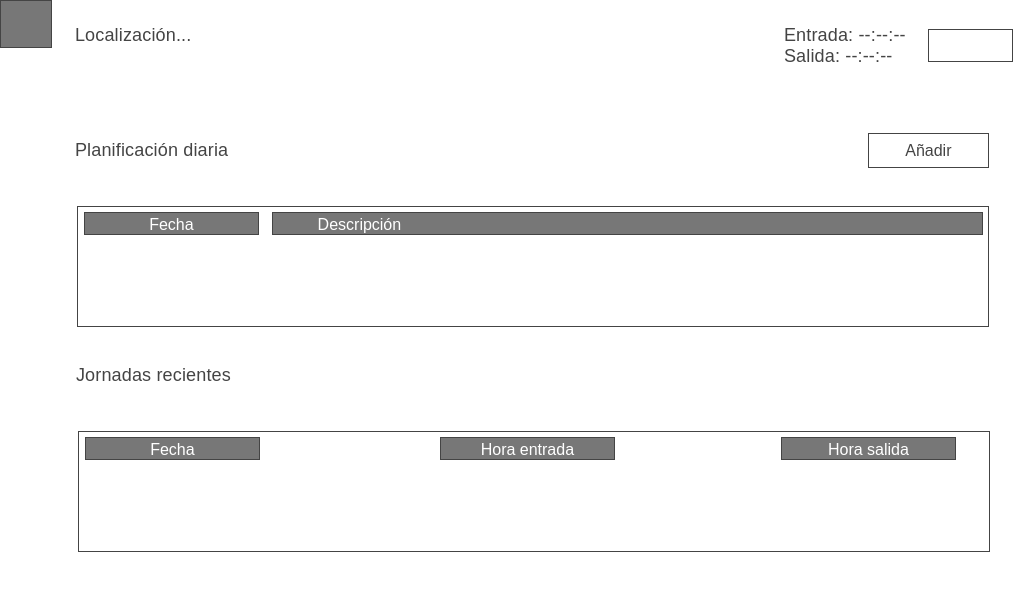 Localización...
Entrada: --:--:--
Salida: --:--:--
Planificación diaria
Añadir
Fecha Descripción
Jornadas recientes
Fecha Hora entrada Hora salida